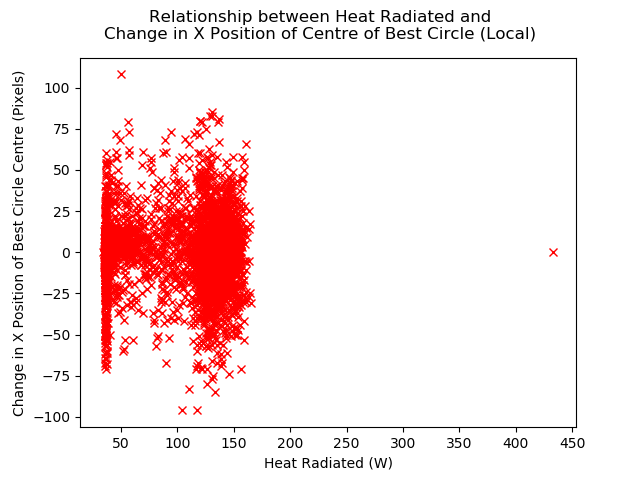 Relationship between Heat Radiated and
Change in X Position of Centre of Best Circle (Local)
Change in X Position of Best Circle Centre (Pixels)
100
75
50
25
0
−25
−50
−75
−100
50 100 150 200 250 300 350 400 450
Heat Radiated (W)